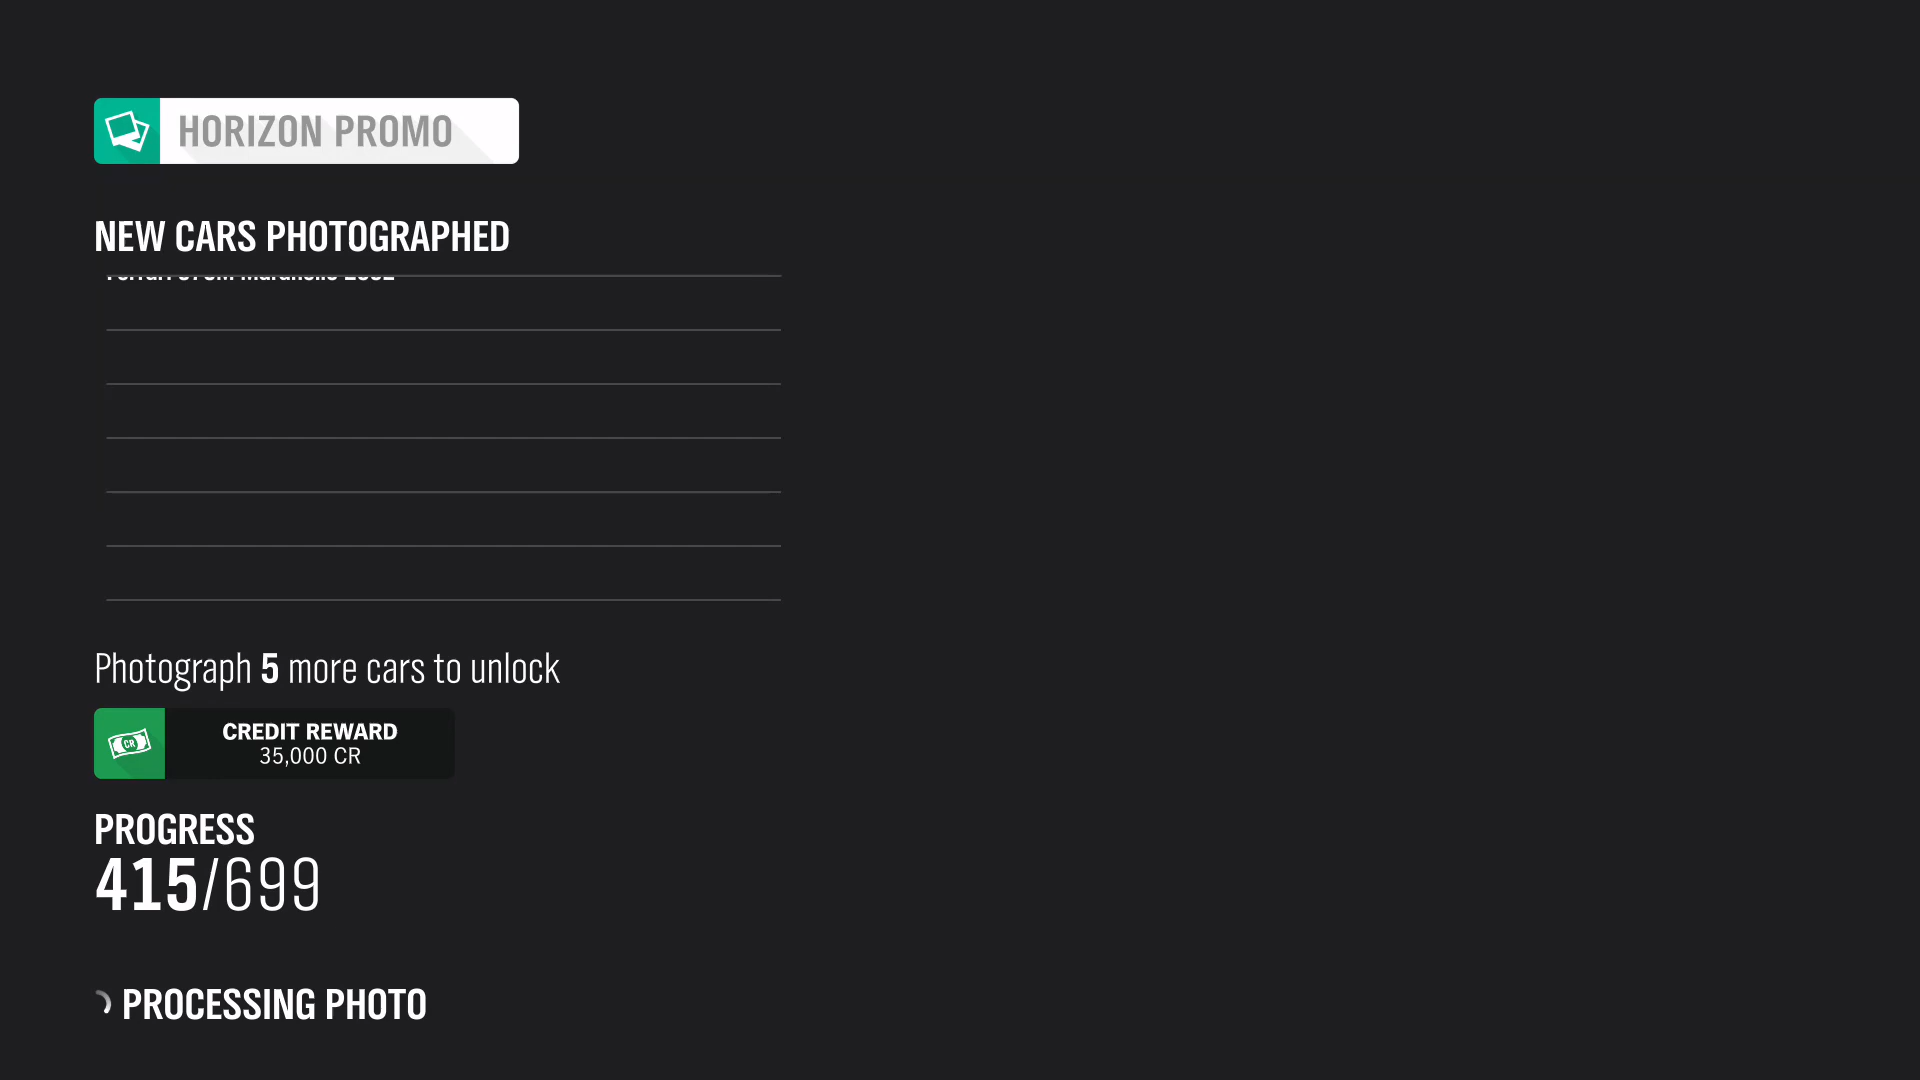 HORIZON PROMO
NEW CARS PHOTOGRAPHED
Photograph 5 more cars to unlock
CR
CREDIT REWARD
35,000 CR
PROGRESS
415/699
PROCESSING PHOTO